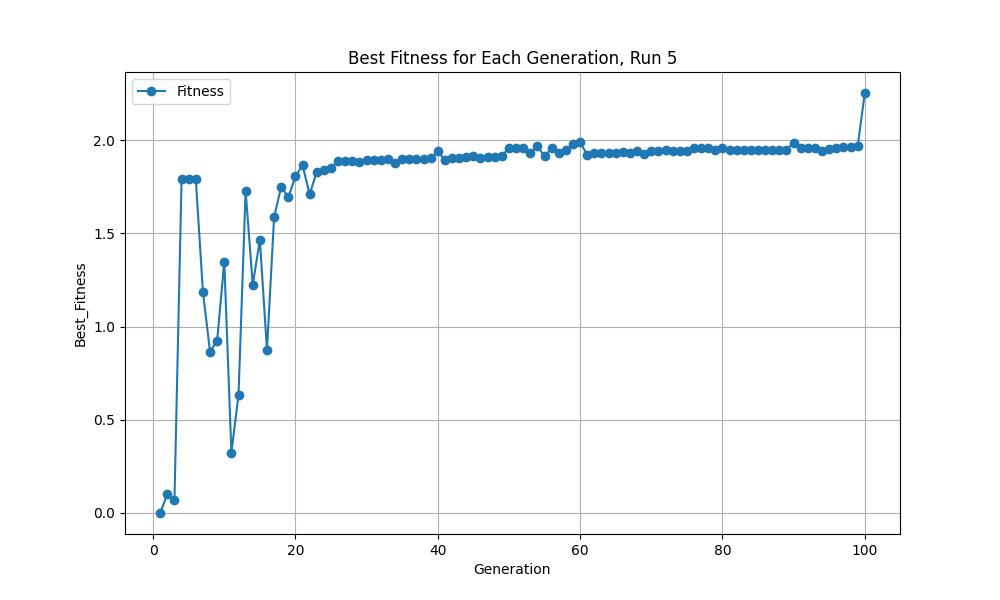 Best Fitness for Each Generation, Run 5
Fitness
2.0
1.5
1.0
0.5
0.0
Best_Fitness
0 20 40 60 80 100
Generation